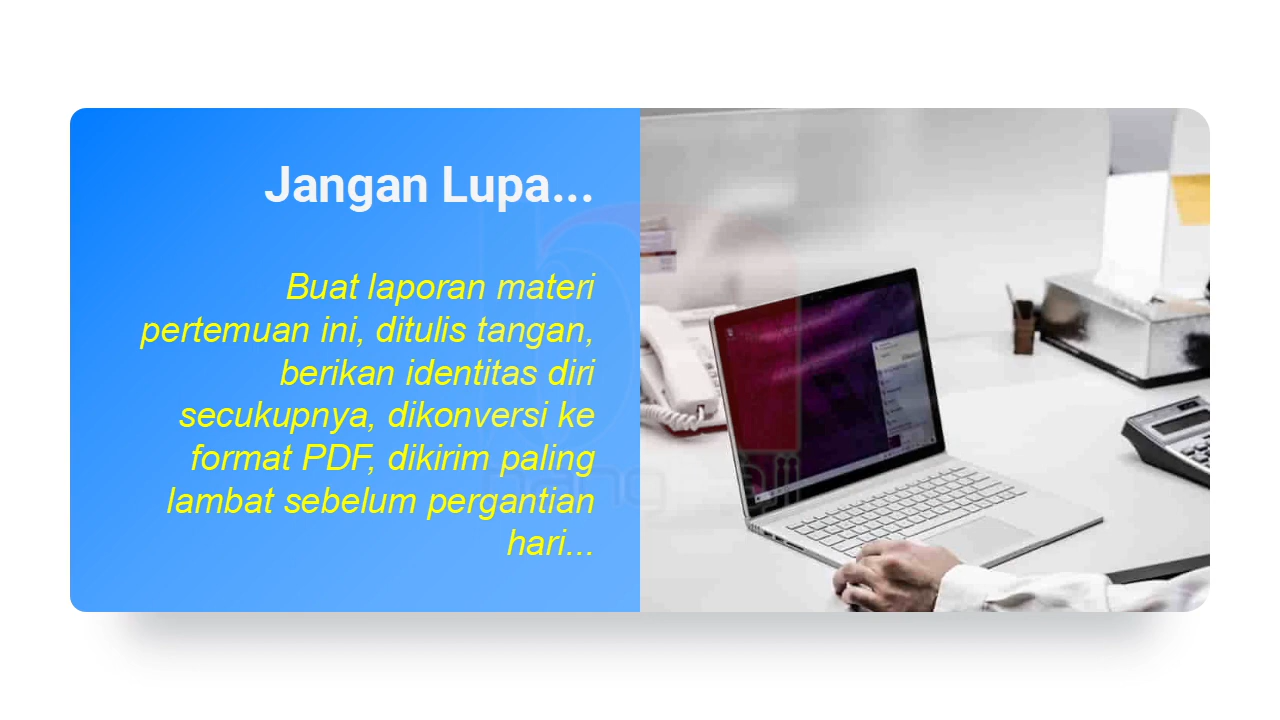 Jangan Lupa...
Buat laporan materi
pertemuan ini, ditulis tangan,
berikan identitas diri
secukupnya, dikonversi ke
format PDF, dikirim paling
lambat sebelum pergantian
hari...